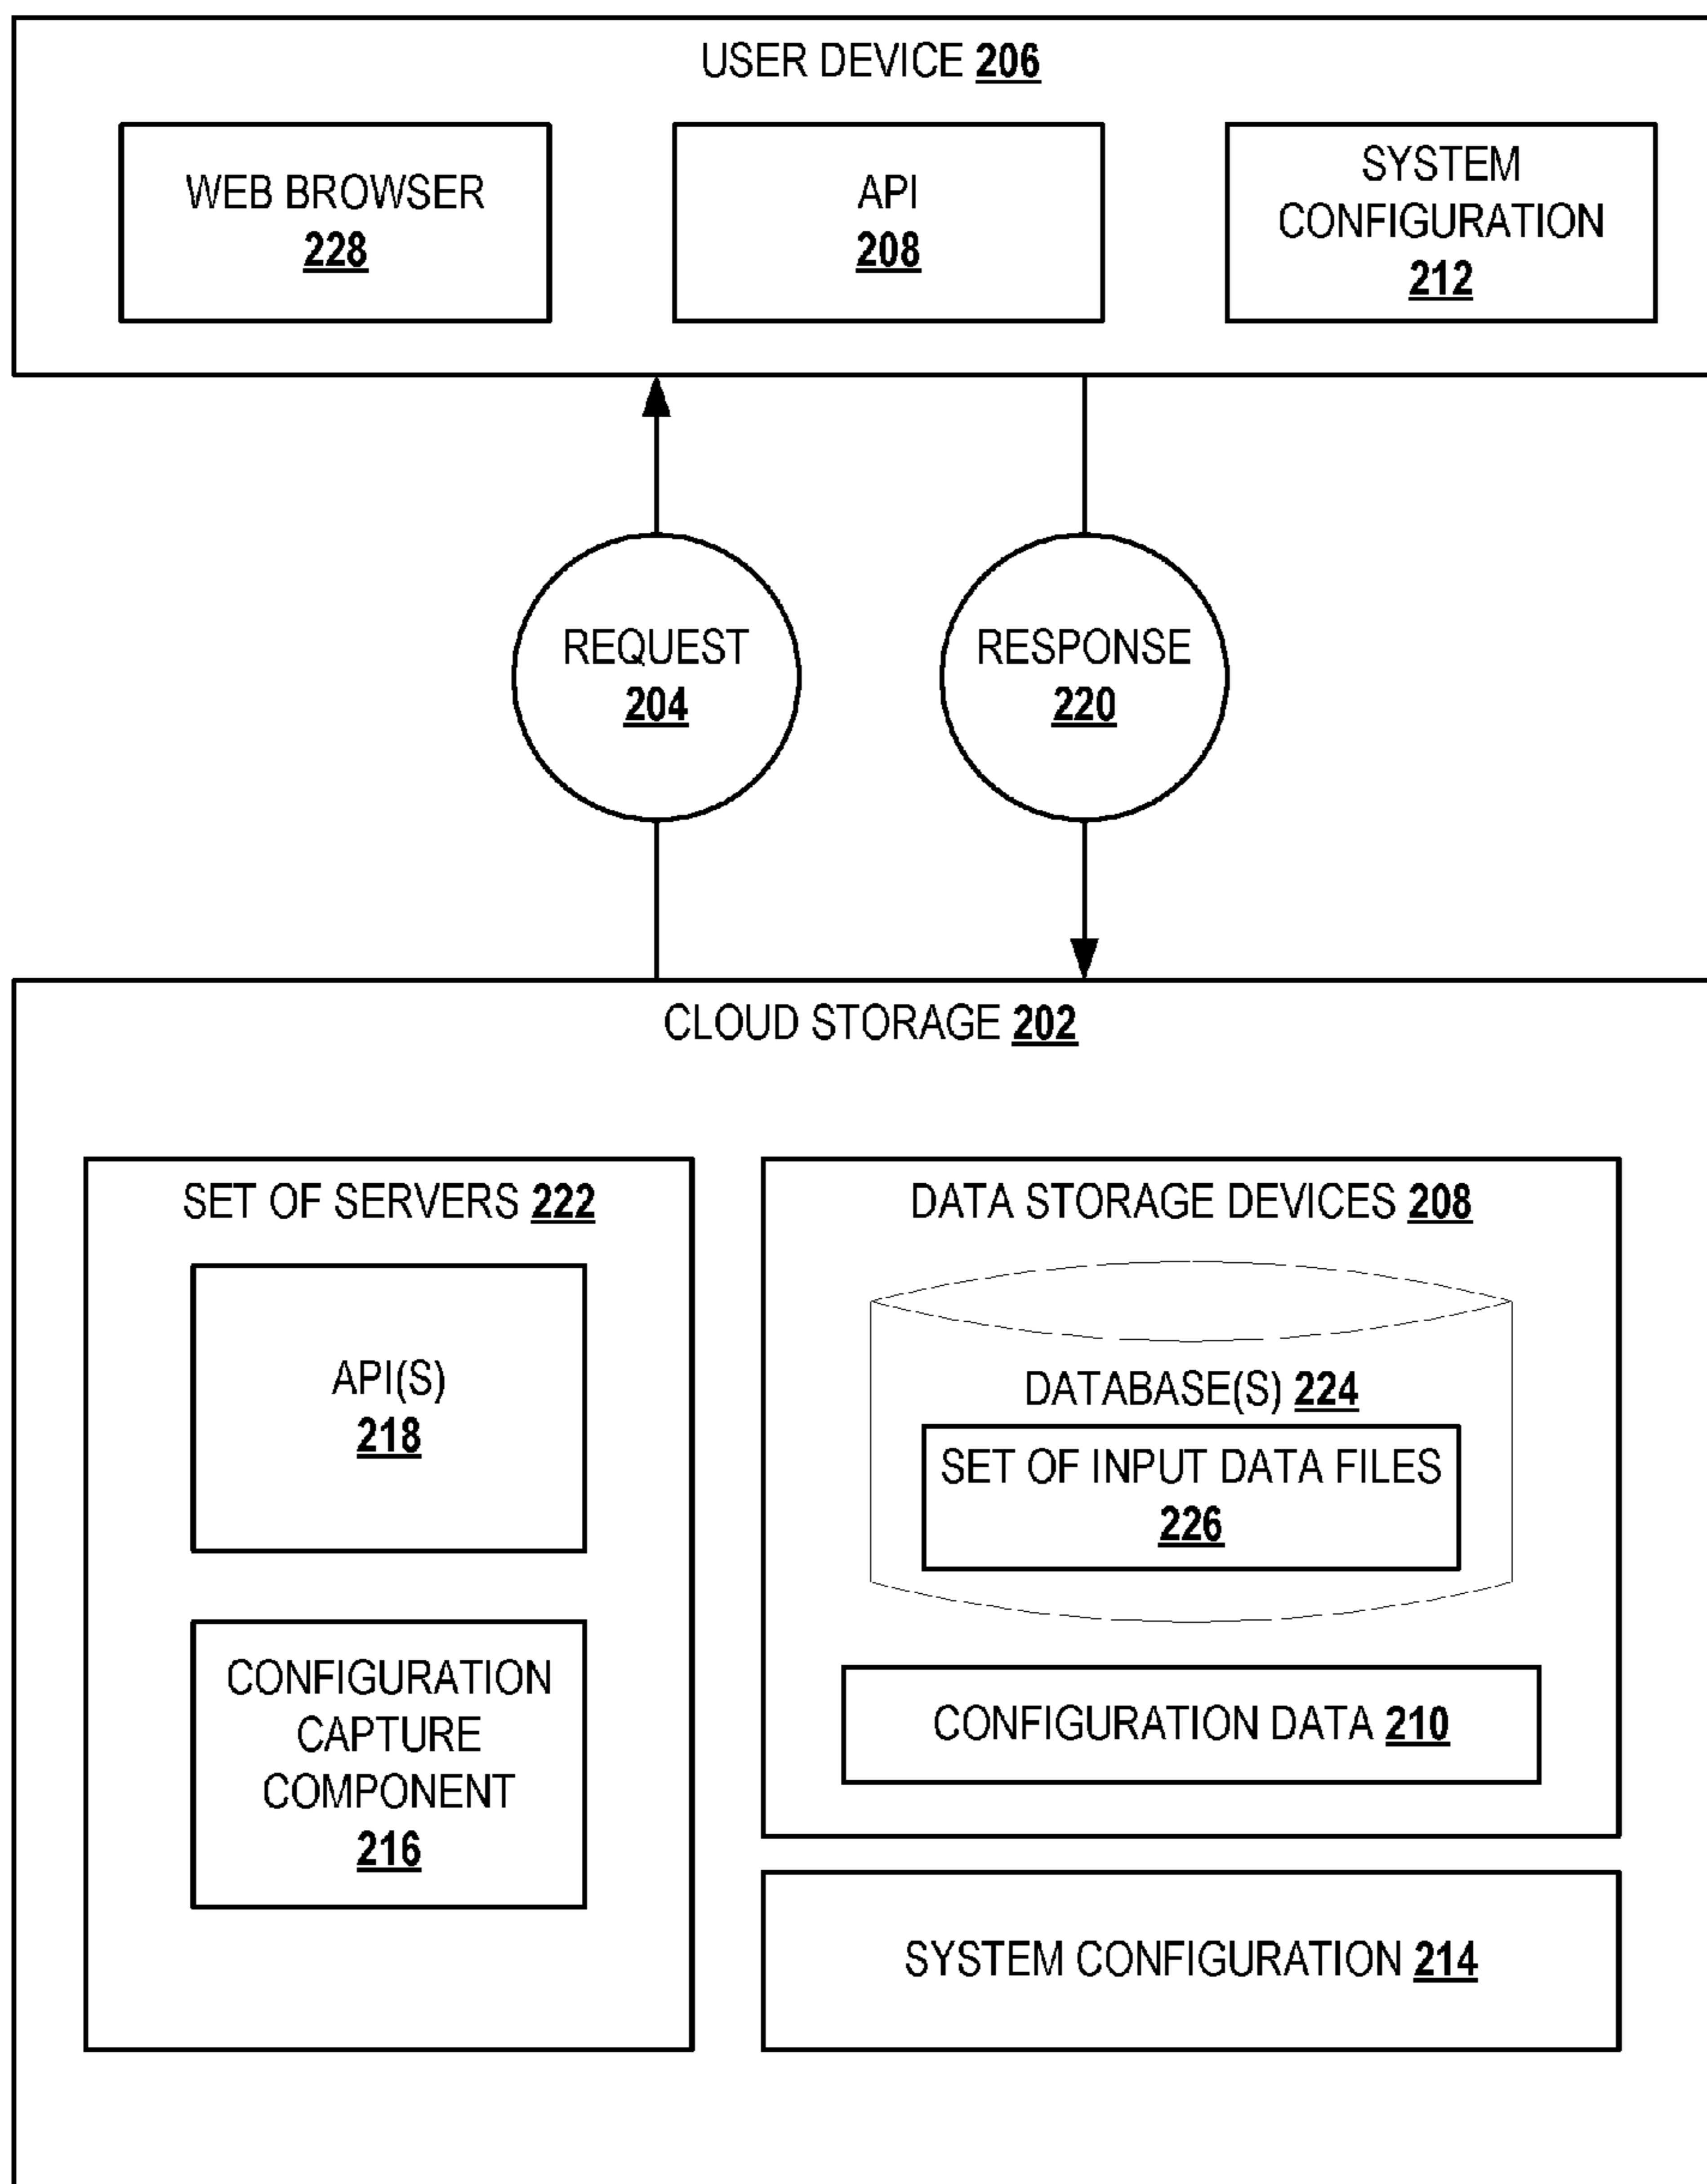 USER DEVICE 206
WEB BROWSER
228
API
208
SYSTEM
CONFIGURATION
212
REQUEST
204
RESPONSE
220
CLOUD STORAGE 202
SET OF SERVERS 222
API(S)
218
CONFIGURATION
CAPTURE
COMPONENT
216
DATA STORAGE DEVICES 208
DATABASE(S) 224
SET OF INPUT DATA FILES
226
CONFIGURATION DATA 210
SYSTEM CONFIGURATION 214